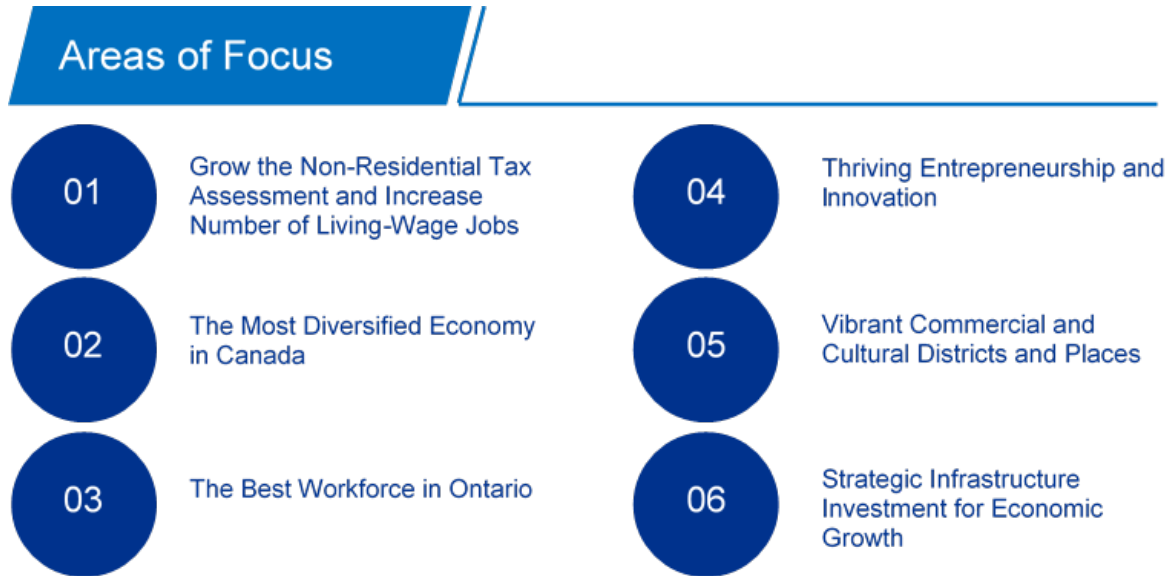 Areas of Focus
01
Grow the Non-Residential Tax
Assessment and Increase
Number of Living-Wage Jobs
02
The Most Diversified Economy
in Canada
03
The Best Workforce in Ontario
04
Thriving Entrepreneurship and
Innovation
05
Vibrant Commercial and
Cultural Districts and Places
06
Strategic Infrastructure
Investment for Economic
Growth